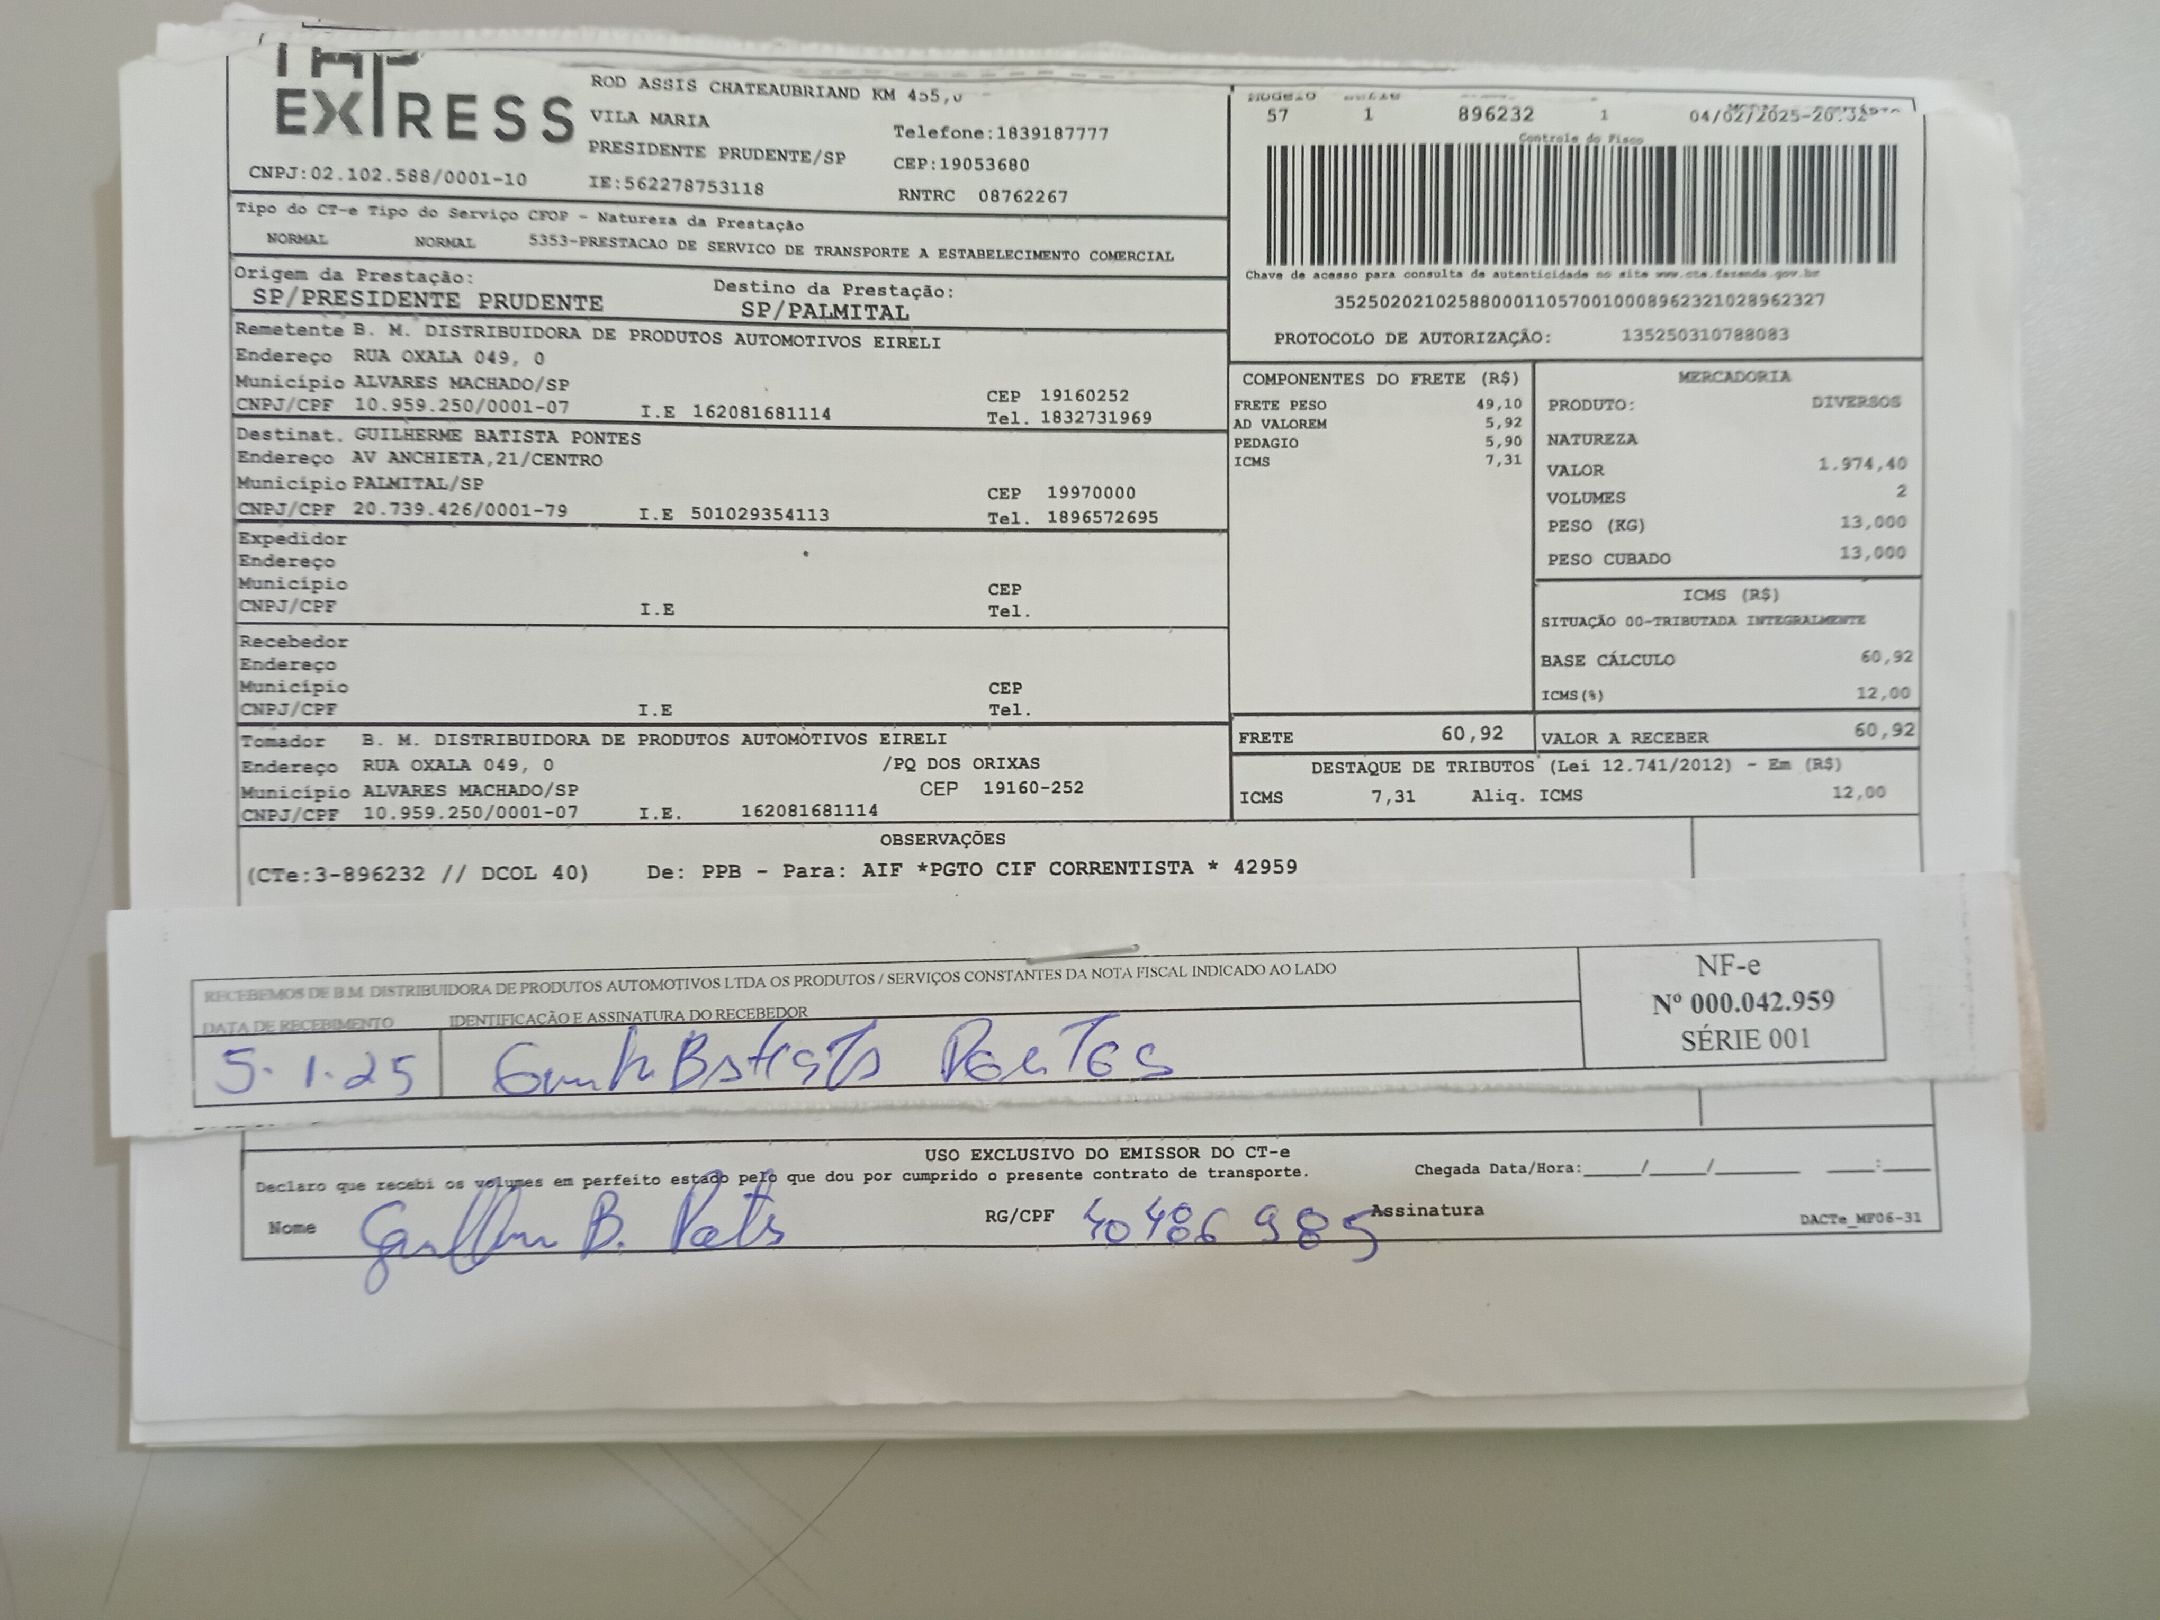 EXPRESS
ROD ASSIS CHATEAUBRIAND KM 455,0
VILA MARIA
PRESIDENTE PRUDENTE/SP
Telefone:1839187777
CEP:19053680
CNPJ:02.102.588/0001-10
IE:562278753118
RNTRC 08762267
57 1 896232 1 04/02/2025-20:32
Controle do Fisco
Chave de acesso para consulta de autenticidade no site www.cte.fazenda.gov.br
35250202102588000110570010008962321028962327
PROTOCOLO DE AUTORIZAÇÃO: 135250310788083
Tipo do CT-e Tipo do Serviço CFOP - Natureza da Prestação
NORMAL NORMAL 5353-PRESTACAO DE SERVICO DE TRANSPORTE A ESTABELECIMENTO COMERCIAL
Origem da Prestação:
SP/PRESIDENTE PRUDENTE
Destino da Prestação:
SP/PALMITAL
Remetente B. M. DISTRIBUIDORA DE PRODUTOS AUTOMOTIVOS EIRELI
Endereço RUA OXALA 049, 0
Município ALVARES MACHADO/SP CEP 19160252
CNPJ/CPF 10.959.250/0001-07 I.E 162081681114 Tel. 1832731969
Destinat. GUILHERME BATISTA PONTES
Endereço AV ANCHIETA,21/CENTRO
Município PALMITAL/SP CEP 19970000
CNPJ/CPF 20.739.426/0001-79 I.E 501029354113 Tel. 1896572695
Expedidor
Endereço
Município CEP
CNPJ/CPF I.E Tel.
Recebedor
Endereço
Município CEP
CNPJ/CPF I.E Tel.
Tomador B. M. DISTRIBUIDORA DE PRODUTOS AUTOMOTIVOS EIRELI
Endereço RUA OXALA 049, 0 /PQ DOS ORIXAS
Município ALVARES MACHADO/SP CEP 19160-252
CNPJ/CPF 10.959.250/0001-07 I.E. 162081681114
COMPONENTES DO FRETE (R$)
FRETE PESO 49,10
AD VALOREM 5,92
PEDAGIO 5,90
ICMS 7,31
MERCADORIA
PRODUTO: DIVERSOS
NATUREZA
VALOR 1.974,40
VOLUMES 2
PESO (KG) 13,000
PESO CUBADO 13,000
ICMS (R$)
SITUAÇÃO 00-TRIBUTADA INTEGRALMENTE
BASE CÁLCULO 60,92
ICMS(%) 12,00
FRETE 60,92
VALOR A RECEBER 60,92
DESTAQUE DE TRIBUTOS (Lei 12.741/2012) - Em (R$)
ICMS 7,31 Aliq. ICMS 12,00
OBSERVAÇÕES
(CTe:3-896232 // DCOL 40) De: PPB - Para: AIF *PGTO CIF CORRENTISTA * 42959
RECEBEMOS DE B.M DISTRIBUIDORA DE PRODUTOS AUTOMOTIVOS LTDA OS PRODUTOS / SERVIÇOS CONSTANTES DA NOTA FISCAL INDICADO AO LADO
DATA DE RECEBIMENTO IDENTIFICAÇÃO E ASSINATURA DO RECEBEDOR
5.1.25 Batista Pontes
NF-e
Nº 000.042.959
SÉRIE 001
USO EXCLUSIVO DO EMISSOR DO CT-e
Declaro que recebi os volumes em perfeito estado pelo que dou por cumprido o presente contrato de transporte.
Chegada Data/Hora:_____/_____/________ ____:____
Nome B. RG/CPF 40486985 Assinatura
DACTe_MF06-31